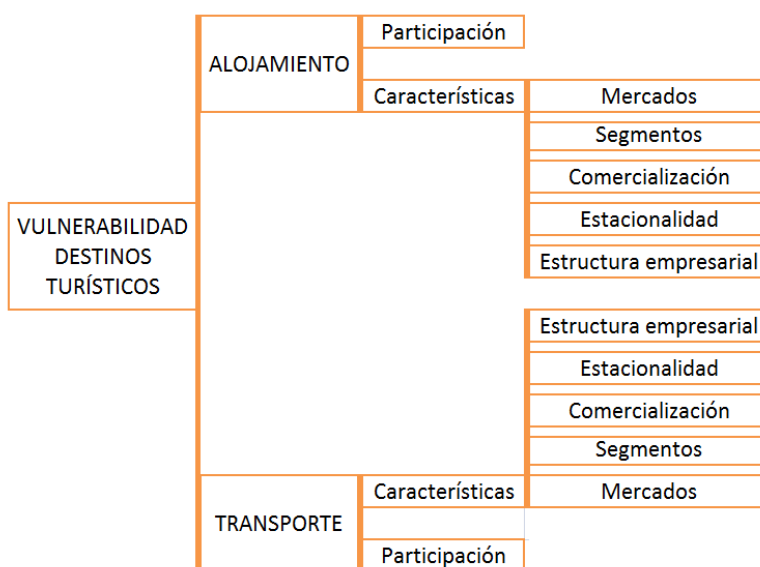 Participación
ALOJAMIENTO
Características
Mercados
Segmentos
Comercialización
VULNERABILIDAD
DESTINOS
TURÍSTICOS
Estacionalidad
Estructura empresarial
Estructura empresarial
Estacionalidad
Comercialización
Segmentos
Características
Mercados
TRANSPORTE
Participación